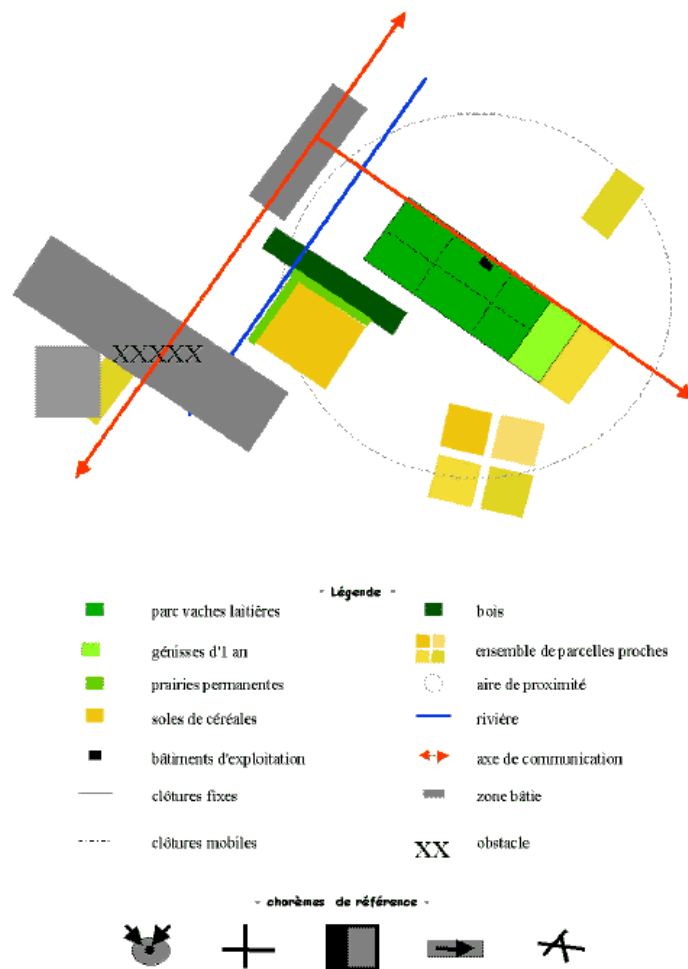 XXXXX
- Légende -
parc vaches laitières
bois
génisses d'1 an
ensemble de parcelles proches
prairies permanentes
aire de proximité
soles de céréales
rivière
bâtiments d'exploitation
axe de communication
clôtures fixes
zone bâtie
clôtures mobiles
XX
obstacle
- chorèmes de référence -